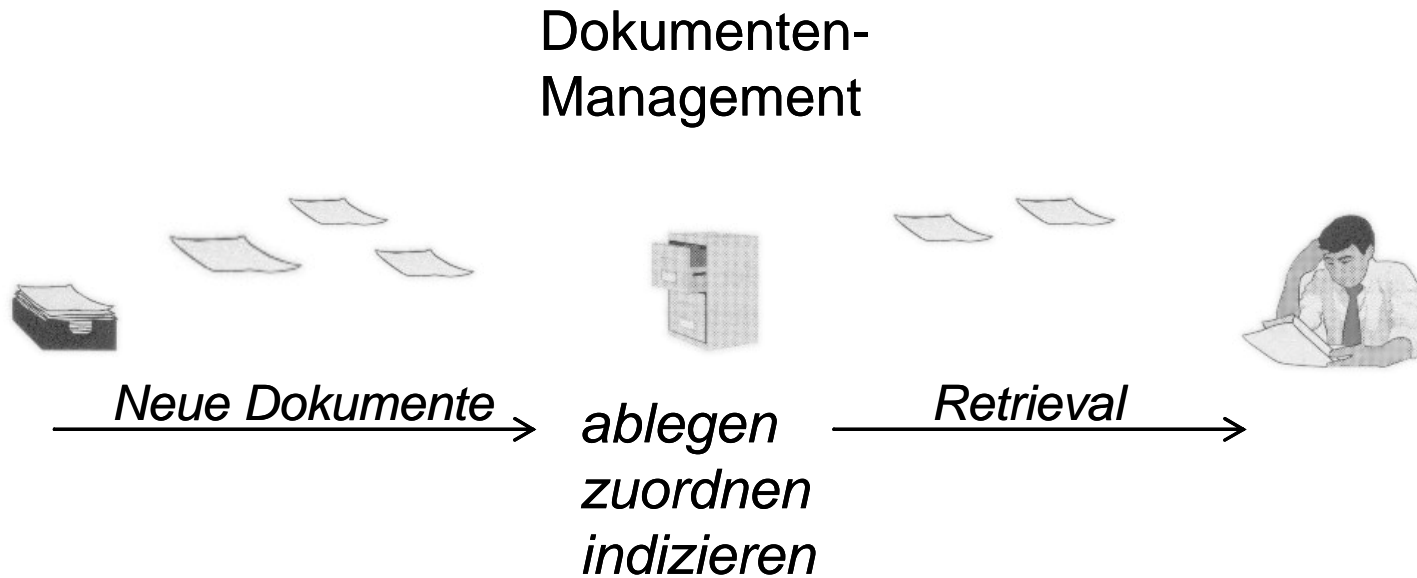 Dokumenten-
Management
Neue Dokumente
ablegen
zuordnen
indizieren
Retrieval